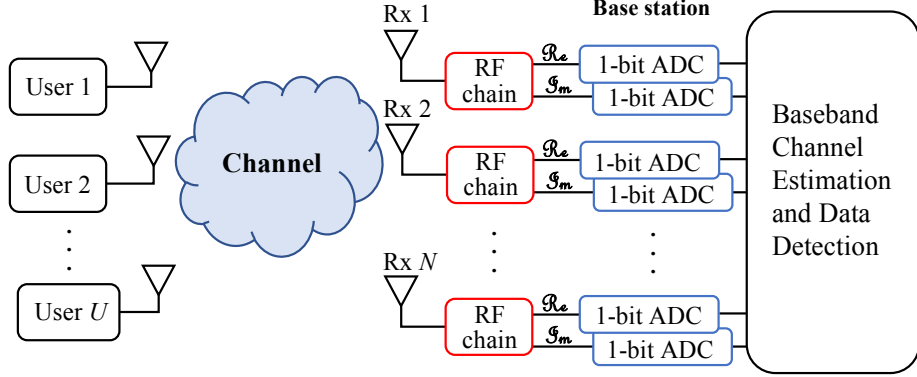 Base station
Rx 1
User 1
RF
chain
ℛℯ
ℐ𝓂
1-bit ADC
1-bit ADC
Rx 2
User 2
Channel
RF
chain
ℛℯ
ℐ𝓂
1-bit ADC
1-bit ADC
Baseband
Channel
Estimation
and Data
Detection
Rx N
User U
RF
chain
ℛℯ
ℐ𝓂
1-bit ADC
1-bit ADC